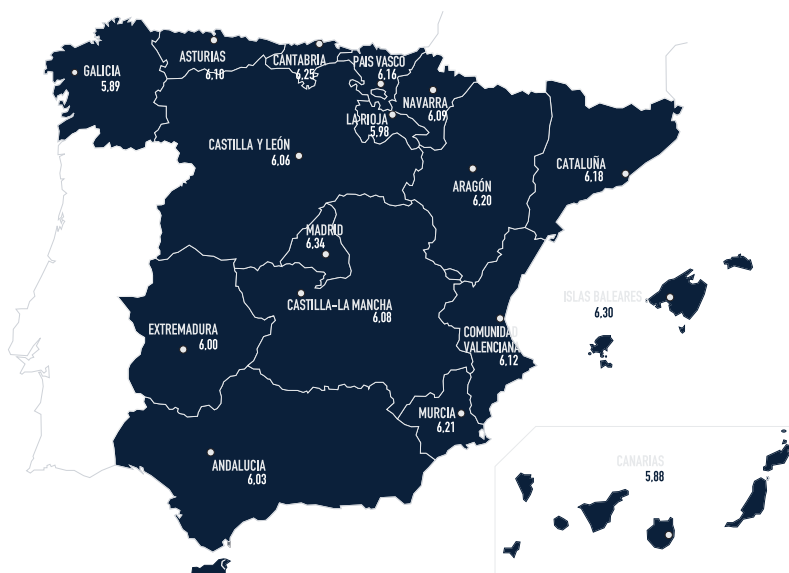 ASTURIAS
6,18
CANTABRIA
6,25
PAIS VASCO
6,16
GALICIA
5,89
NAVARRA
6,09
LA RIOJA
5,98
CASTILLA Y LEÓN
6,06
ARAGÓN
6,20
CATALUÑA
6,18
MADRID
6,34
CASTILLA-LA MANCHA
6,08
ISLAS BALEARES
6,30
EXTREMADURA
6,00
COMUNIDAD
VALENCIANA
6,12
MURCIA
6,21
ANDALUCIA
6,03
CANARIAS
5,88